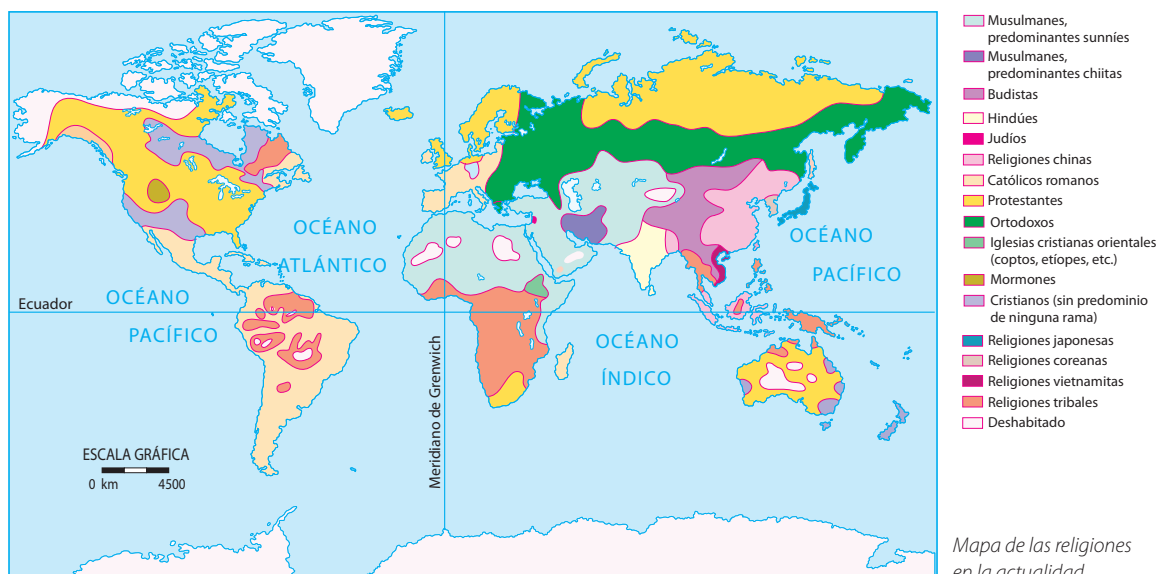 OCÉANO
ATLÁNTICO
OCÉANO
PACÍFICO
Ecuador
OCÉANO
PACÍFICO
OCÉANO
ÍNDICO
Meridiano de Grenwich
ESCALA GRÁFICA
0 km 4500
Musulmanes,
predominantes sunníes
Musulmanes,
predominantes chiitas
Budistas
Hindúes
Judíos
Religiones chinas
Católicos romanos
Protestantes
Ortodoxos
Iglesias cristianas orientales
(coptos, etíopes, etc.)
Mormones
Cristianos (sin predominio
de ninguna rama)
Religiones japonesas
Religiones coreanas
Religiones vietnamitas
Religiones tribales
Deshabitado
Mapa de las religiones
en la actualidad